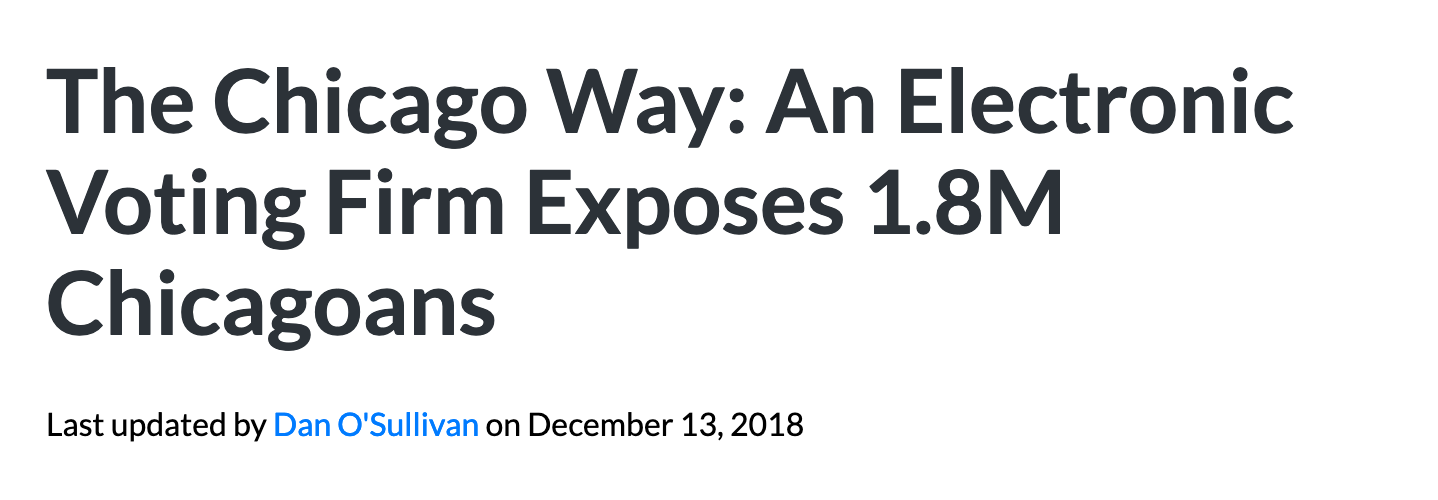 The Chicago Way: An Electronic
Voting Firm Exposes 1.8M
Chicagoans
Last updated by Dan O'Sullivan on December 13, 2018